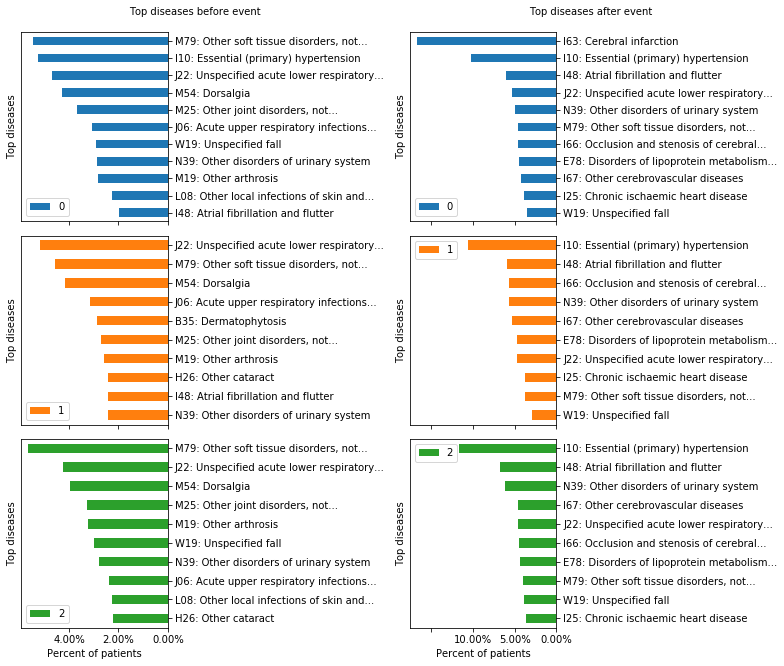 Top diseases before event
Top diseases
M79: Other soft tissue disorders, not...
I10: Essential (primary) hypertension
J22: Unspecified acute lower respiratory...
M54: Dorsalgia
M25: Other joint disorders, not...
J06: Acute upper respiratory infections...
W19: Unspecified fall
N39: Other disorders of urinary system
M19: Other arthrosis
L08: Other local infections of skin and...
I48: Atrial fibrillation and flutter
0
Top diseases
J22: Unspecified acute lower respiratory...
M79: Other soft tissue disorders, not...
M54: Dorsalgia
J06: Acute upper respiratory infections...
B35: Dermatophytosis
M25: Other joint disorders, not...
M19: Other arthrosis
H26: Other cataract
I48: Atrial fibrillation and flutter
N39: Other disorders of urinary system
1
Top diseases
M79: Other soft tissue disorders, not...
J22: Unspecified acute lower respiratory...
M54: Dorsalgia
M25: Other joint disorders, not...
M19: Other arthrosis
W19: Unspecified fall
N39: Other disorders of urinary system
J06: Acute upper respiratory infections...
L08: Other local infections of skin and...
H26: Other cataract
2
4.00% 2.00% 0.00%
Percent of patients
Top diseases after event
Top diseases
I63: Cerebral infarction
I10: Essential (primary) hypertension
I48: Atrial fibrillation and flutter
J22: Unspecified acute lower respiratory...
N39: Other disorders of urinary system
M79: Other soft tissue disorders, not...
I66: Occlusion and stenosis of cerebral...
E78: Disorders of lipoprotein metabolism...
I67: Other cerebrovascular diseases
I25: Chronic ischaemic heart disease
W19: Unspecified fall
0
Top diseases
1
I10: Essential (primary) hypertension
I48: Atrial fibrillation and flutter
I66: Occlusion and stenosis of cerebral...
N39: Other disorders of urinary system
I67: Other cerebrovascular diseases
E78: Disorders of lipoprotein metabolism...
J22: Unspecified acute lower respiratory...
I25: Chronic ischaemic heart disease
M79: Other soft tissue disorders, not...
W19: Unspecified fall
Top diseases
2
I10: Essential (primary) hypertension
I48: Atrial fibrillation and flutter
N39: Other disorders of urinary system
I67: Other cerebrovascular diseases
J22: Unspecified acute lower respiratory...
I66: Occlusion and stenosis of cerebral...
E78: Disorders of lipoprotein metabolism...
M79: Other soft tissue disorders, not...
W19: Unspecified fall
I25: Chronic ischaemic heart disease
10.00% 5.00% 0.00%
Percent of patients